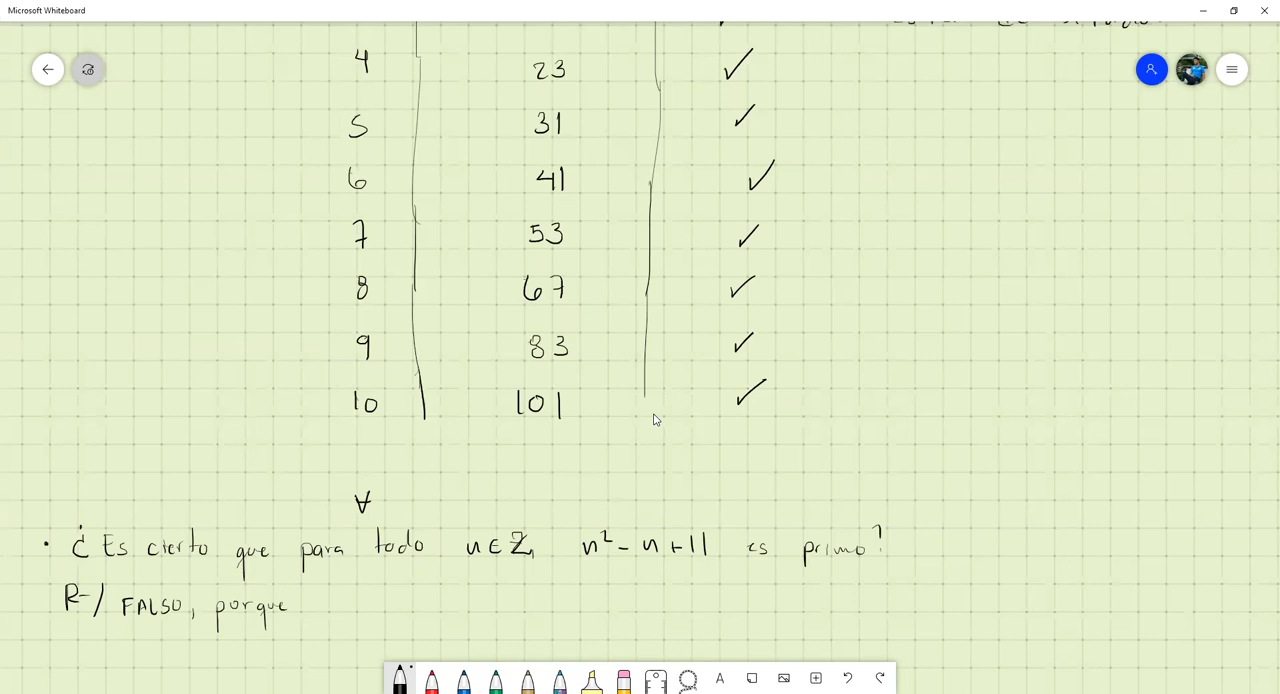 Microsoft Whiteboard
4 23 ✓
5 31 ✓
6 41 ✓
7 53 ✓
8 67 ✓
9 83 ✓
10 101 ✓
∀
• ¿Es cierto que para todo n∈ℤ, n²-n+11 es primo?
R-/ FALSO, porque
A